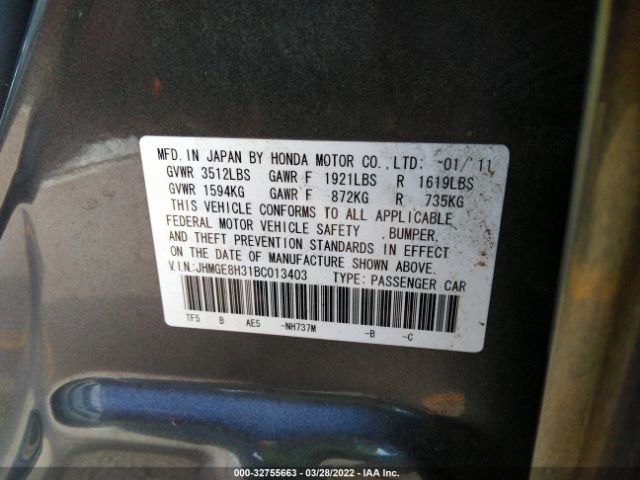 MFD. IN JAPAN BY HONDA MOTOR CO.,LTD: 01/'11
GVWR 3512LBS GAWR F 1921LBS R 1619LBS
GVWR 1594KG GAWR F 872KG R 735KG
THIS VEHICLE CONFORMS TO ALL APPLICABLE
FEDERAL MOTOR VEHICLE SAFETY ,BUMPER,
AND THEFT PREVENTION STANDARDS IN EFFECT
ON THE DATE OF MANUFACTURE SHOWN ABOVE.
V.I.N.:JHMGE8H31BC013403 TYPE: PASSENGER CAR
TF5 B AE5 -NH737M -B -C
000-32755663 - 03/28/2022 - IAA Inc.